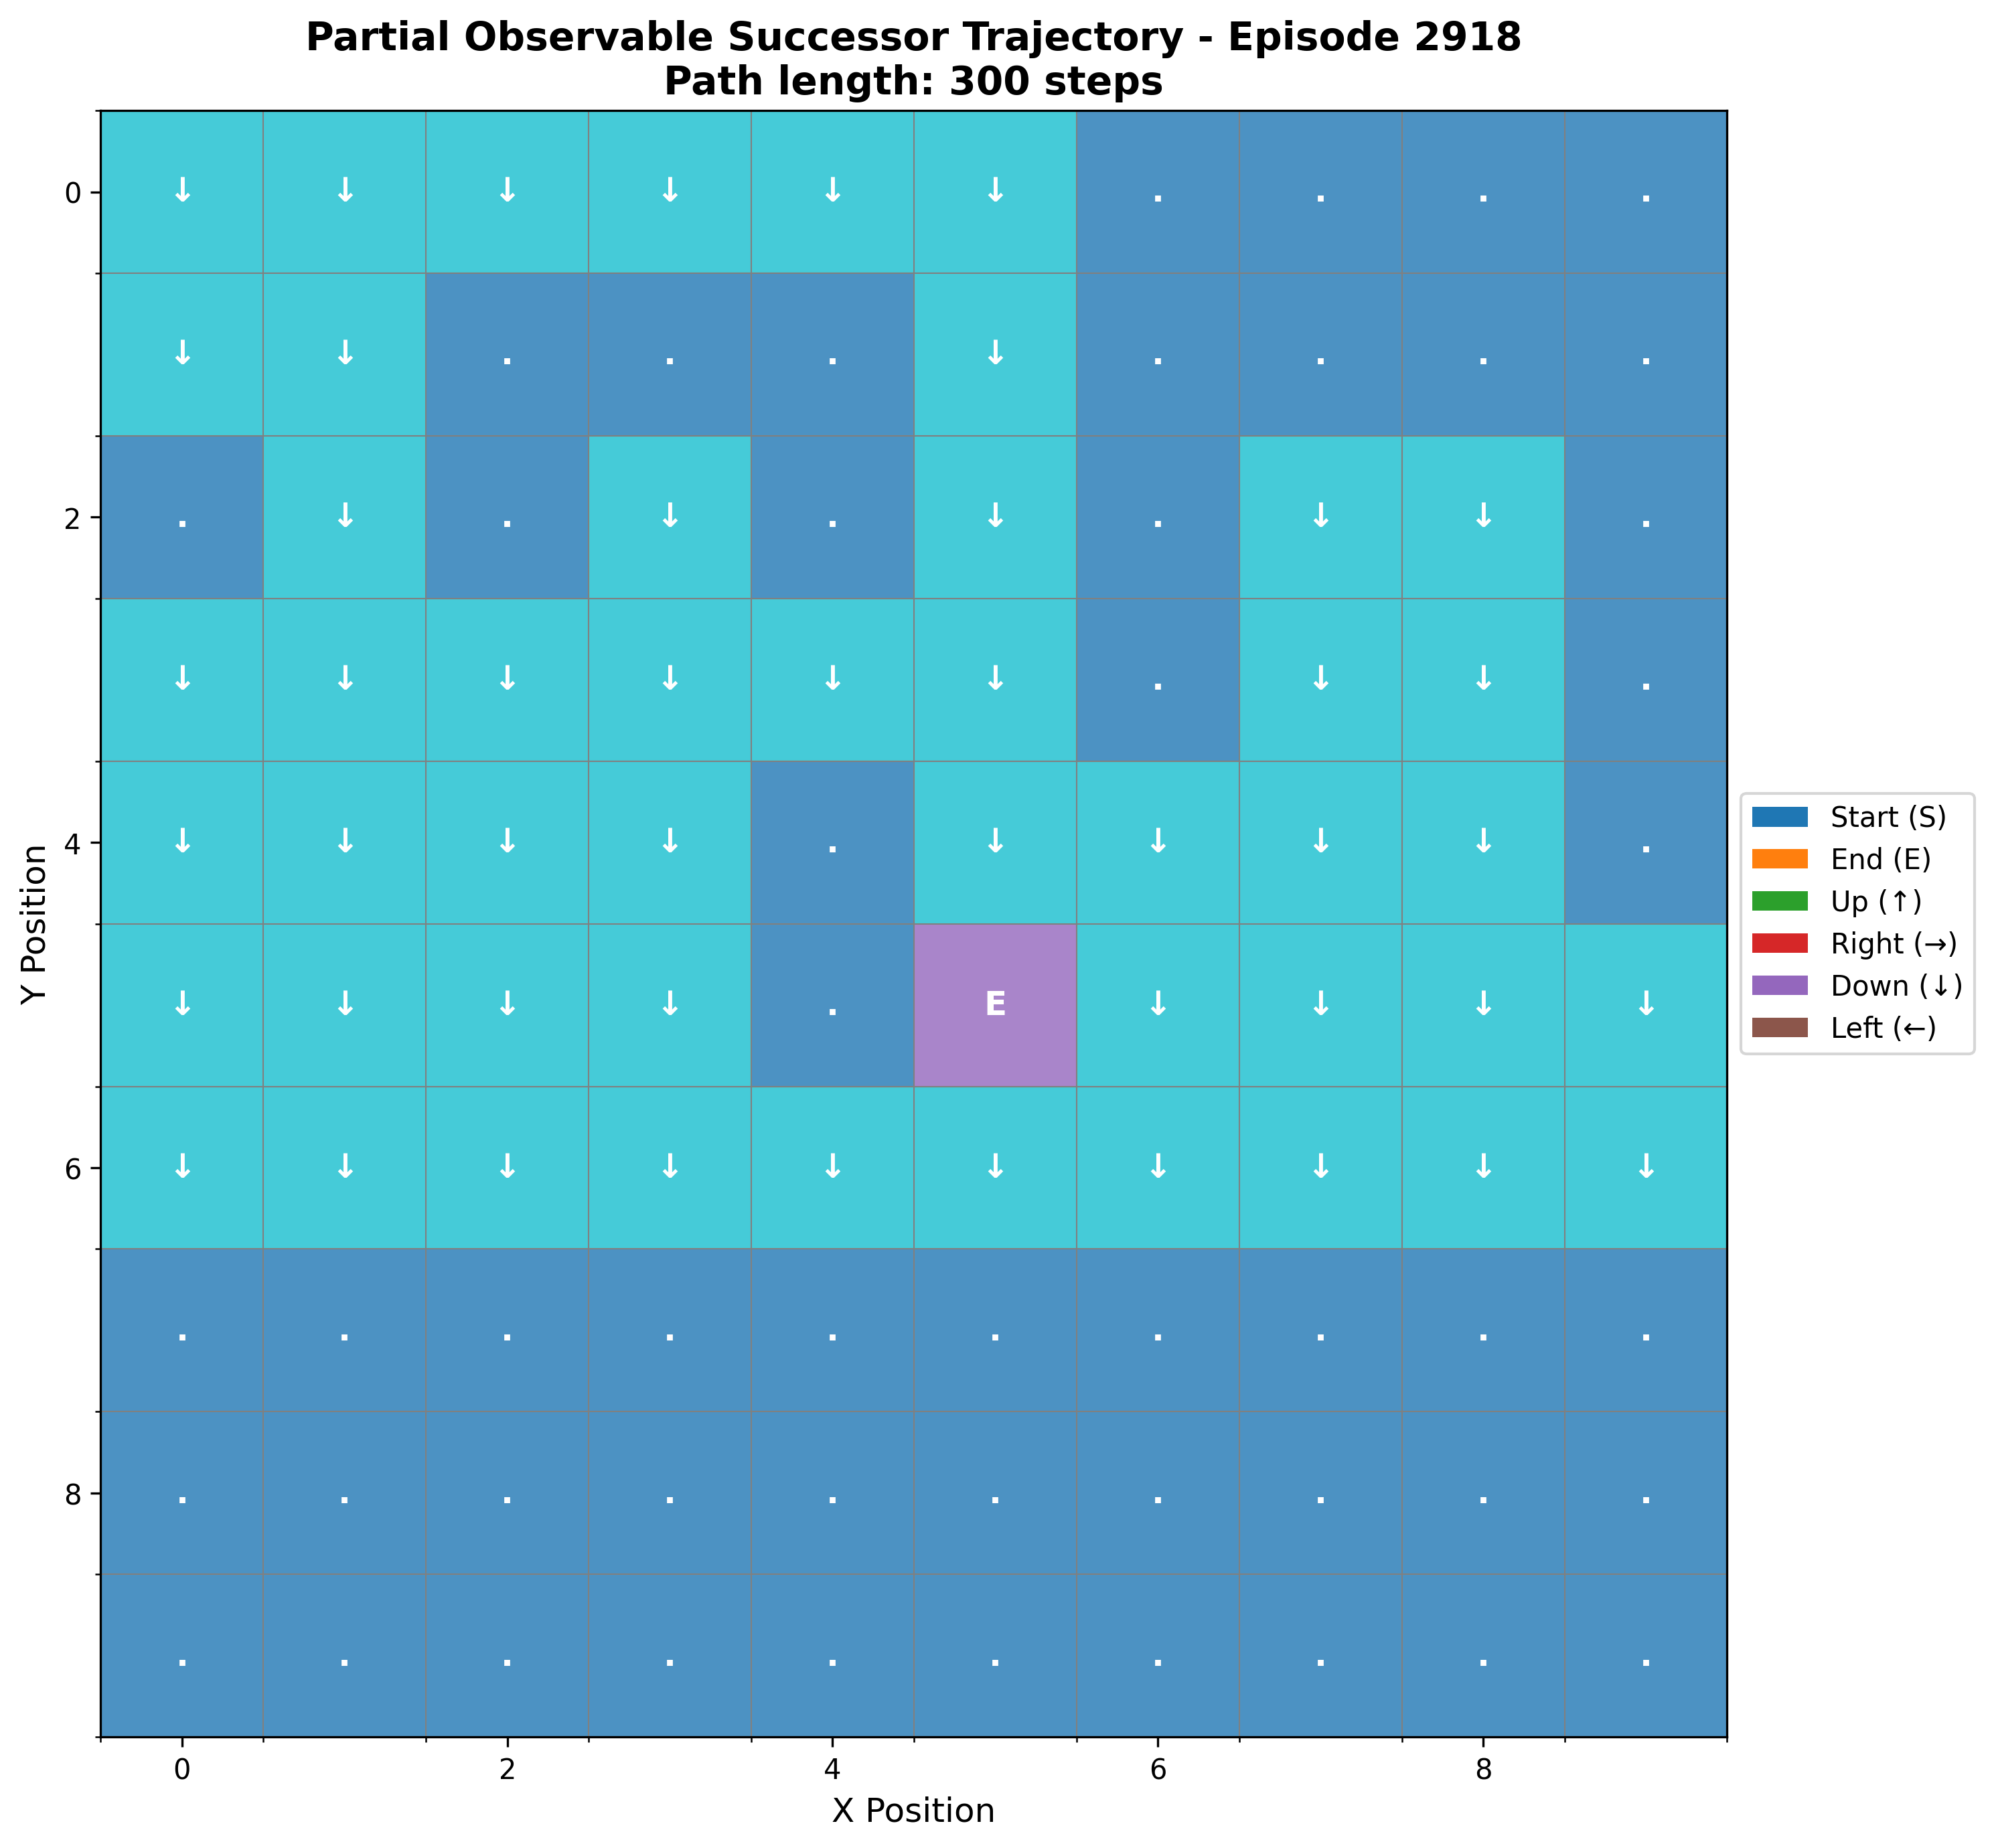 Partial Observable Successor Trajectory - Episode 2918
Path length: 300 steps
0 ↓ ↓ ↓ ↓ ↓ ↓ . . . .
↓ ↓ . . . ↓ . . . .
2 . ↓ . ↓ . ↓ . ↓ ↓ .
↓ ↓ ↓ ↓ ↓ ↓ . ↓ ↓ .
4 ↓ ↓ ↓ ↓ . ↓ ↓ ↓ ↓ .
↓ ↓ ↓ ↓ . E ↓ ↓ ↓ ↓
6 ↓ ↓ ↓ ↓ ↓ ↓ ↓ ↓ ↓ ↓
. . . . . . . . . .
8 . . . . . . . . . .
. . . . . . . . . .
0 2 4 6 8
X Position
Y Position
Start (S)
End (E)
Up (↑)
Right (→)
Down (↓)
Left (←)